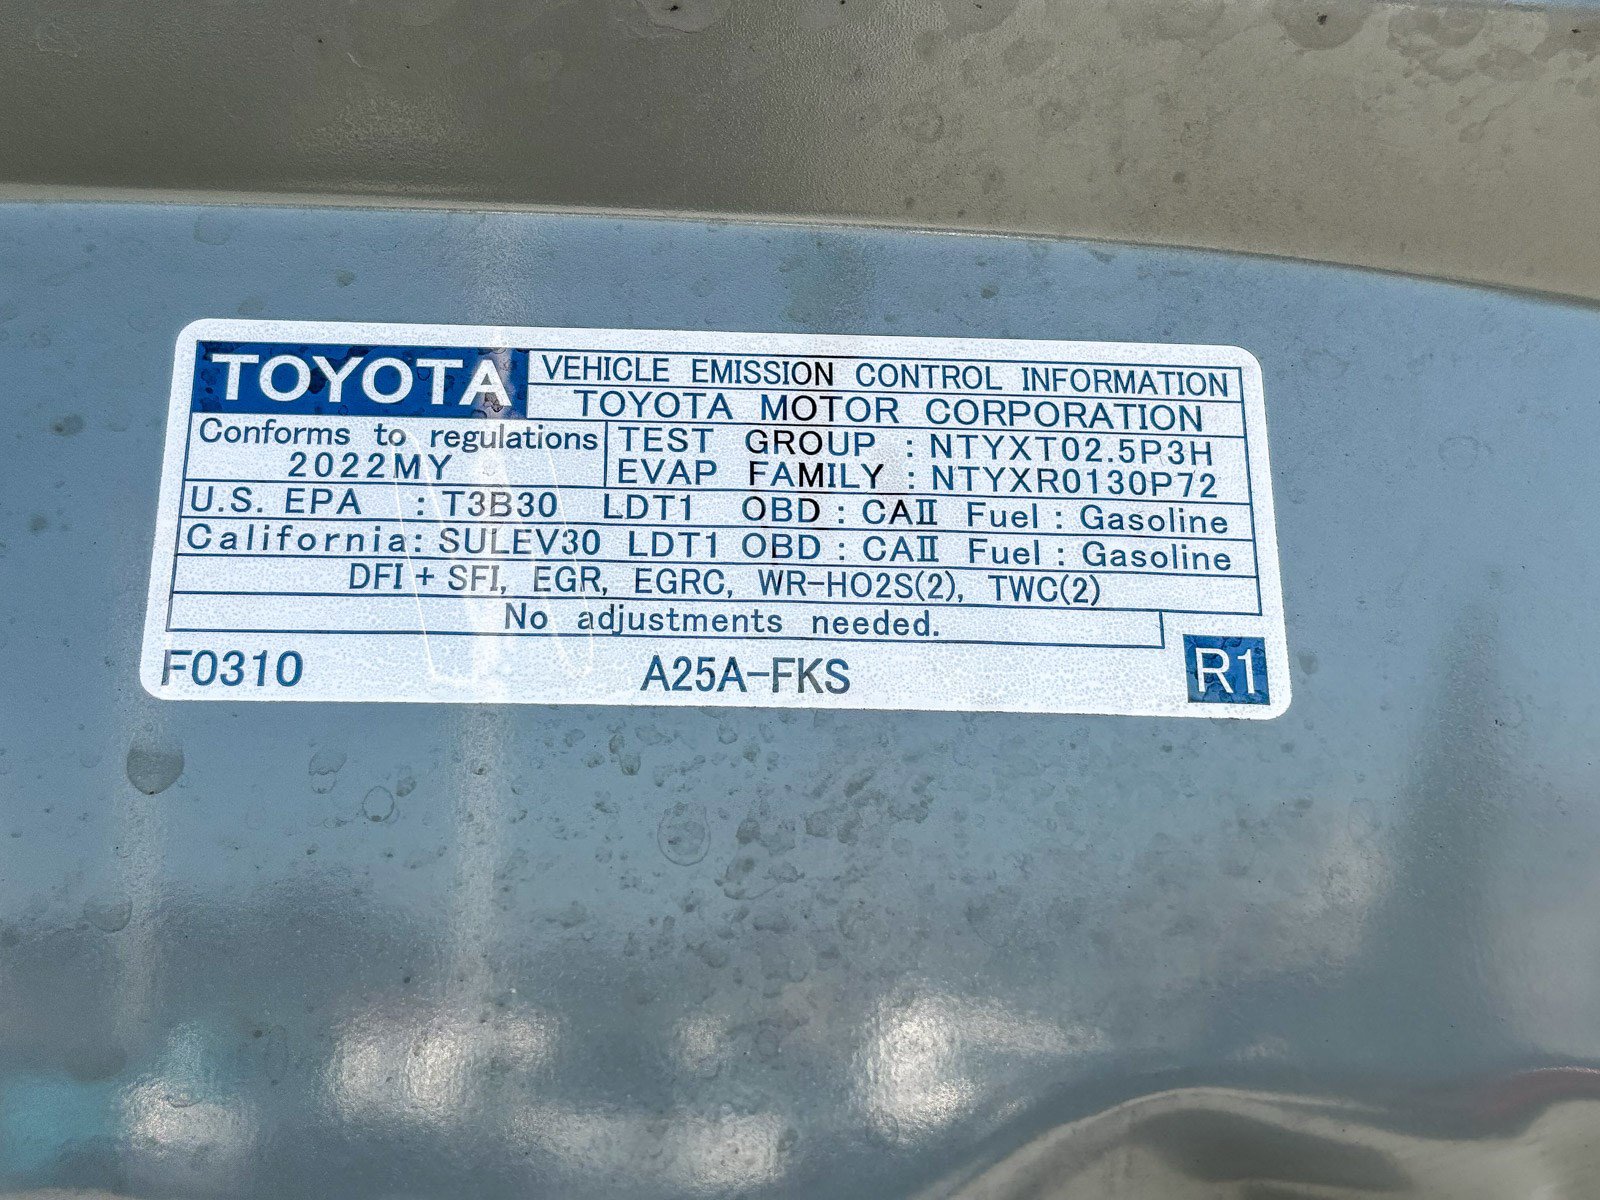 TOYOTA VEHICLE EMISSION CONTROL INFORMATION
TOYOTA MOTOR CORPORATION
Conforms to regulations
2022MY
TEST GROUP : NTYXT02.5P3H
EVAP FAMILY : NTYXR0130P72
U.S. EPA : T3B30 LDT1 OBD : CAⅡ Fuel : Gasoline
California: SULEV30 LDT1 OBD : CAⅡ Fuel : Gasoline
DFI + SFI, EGR, EGRC, WR-HO2S(2), TWC(2)
No adjustments needed.
F0310 A25A-FKS R1